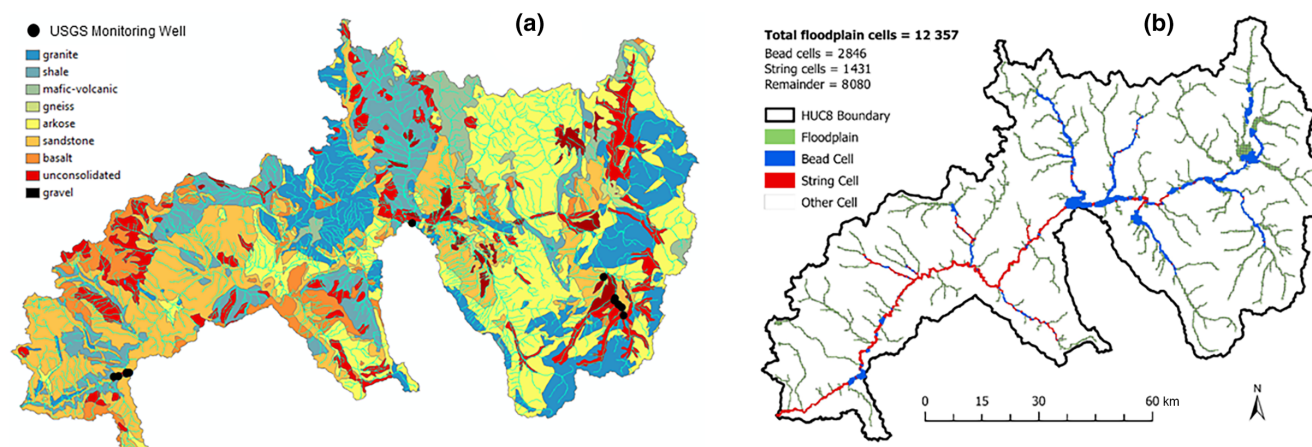 (a)
USGS Monitoring Well
granite
shale
mafic-volcanic
gneiss
arkose
sandstone
basalt
unconsolidated
gravel
(b)
Total floodplain cells = 12 357
Bead cells = 2846
String cells = 1431
Remainder = 8080
HUC8 Boundary
Floodplain
Bead Cell
String Cell
Other Cell
0 15 30 60 km
N